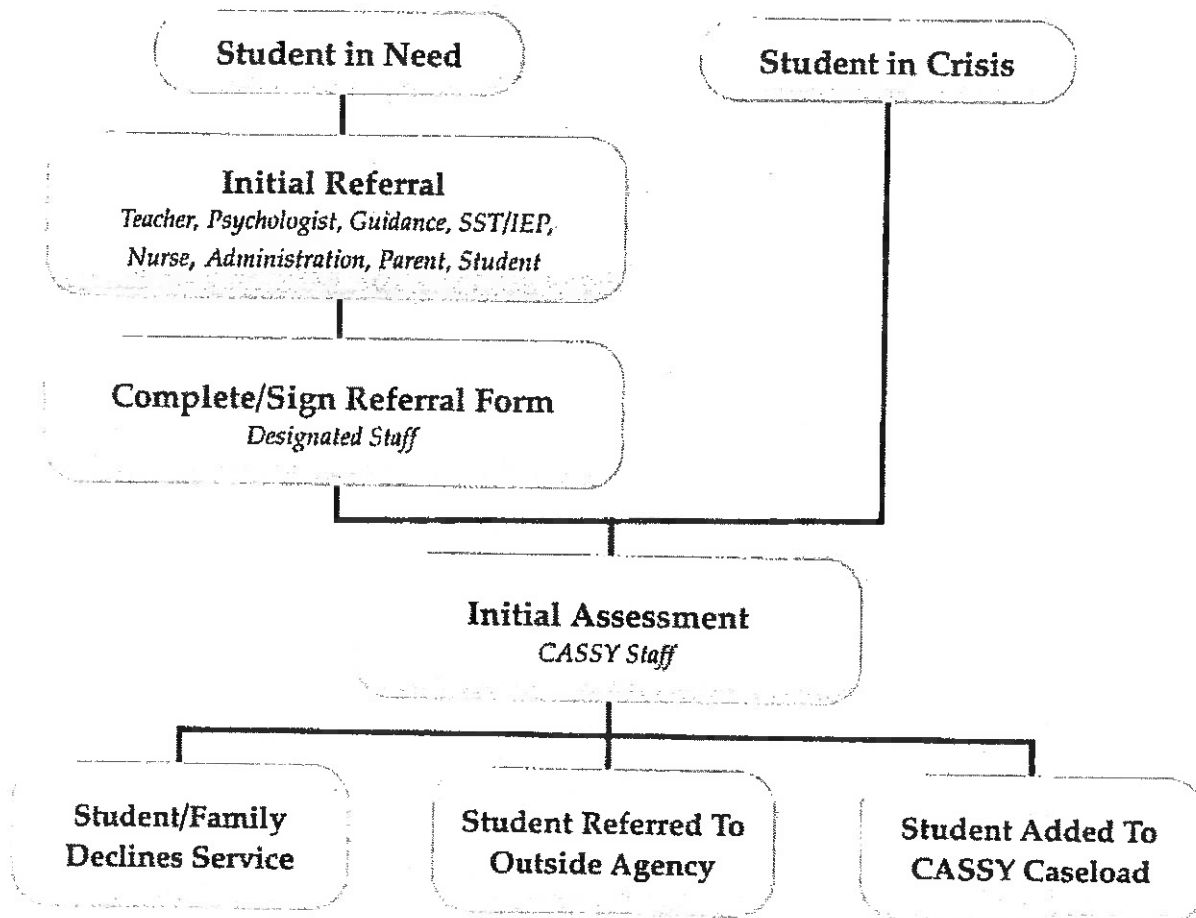 Student in Need
Student in Crisis
Initial Referral
Teacher, Psychologist, Guidance, SST/IEP,
Nurse, Administration, Parent, Student
Complete/Sign Referral Form
Designated Staff
Initial Assessment
CASSY Staff
Student/Family
Declines Service
Student Referred To
Outside Agency
Student Added To
CASSY Caseload